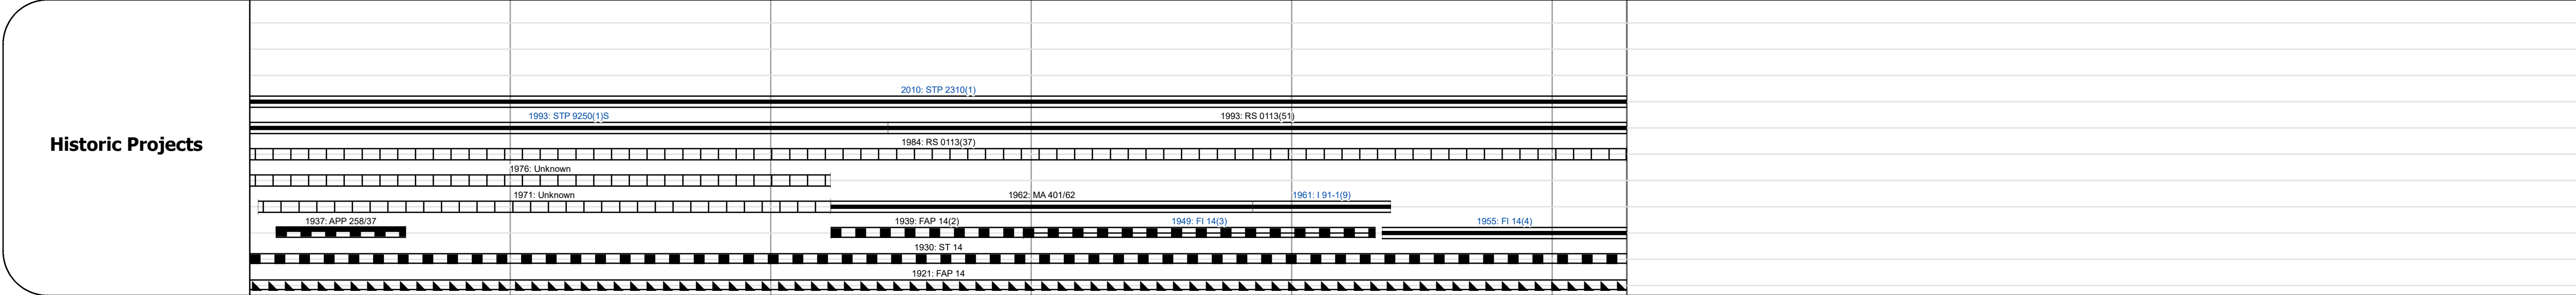 2010: STP 2310(1)
1993: STP 9250(1)S
1993: RS 0113(51)
1984: RS 0113(37)
Historic Projects
1976: Unknown
1971: Unknown
1962: MA 401/62
1961: I 91-1(9)
1937: APP 258/37
1939: FAP 14(2)
1949: FI 14(3)
1955: FI 14(4)
1930: ST 14
1921: FAP 14